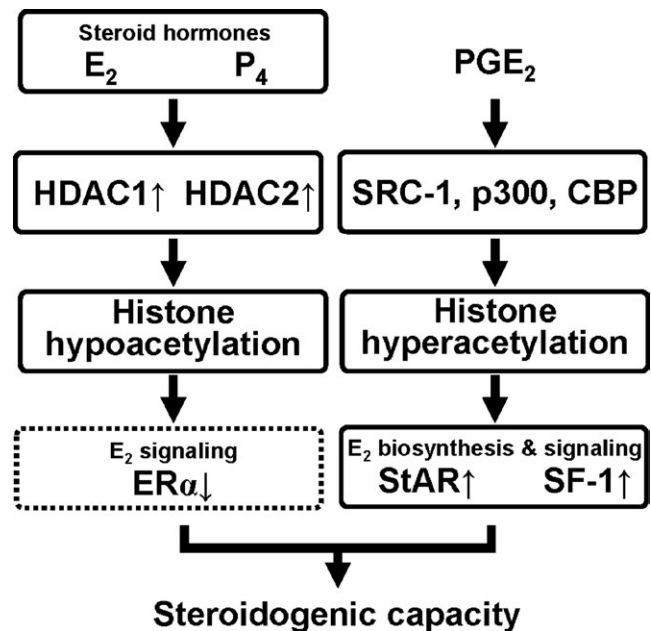 Steroid hormones
E₂ P₄
HDAC1↑ HDAC2↑
Histone
hypoacetylation
E₂ signaling
ERα↓
PGE₂
SRC-1, p300, CBP
Histone
hyperacetylation
E₂ biosynthesis & signaling
StAR↑ SF-1↑
Steroidogenic capacity